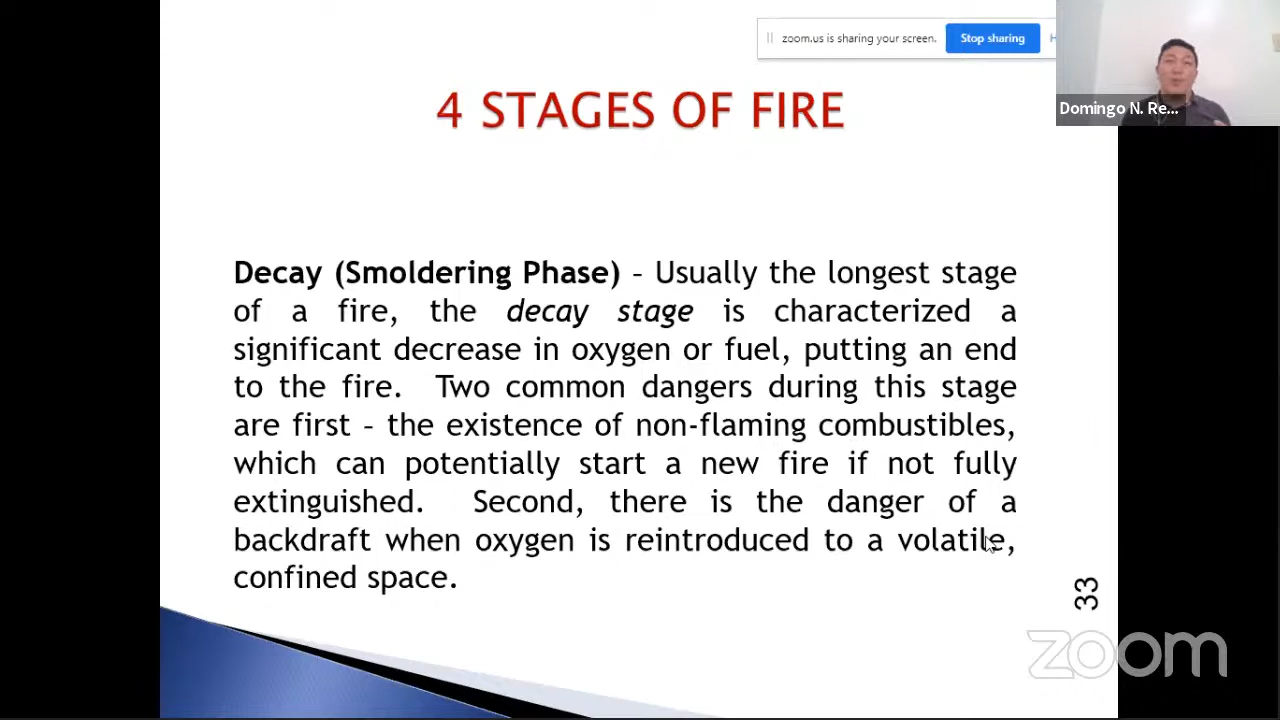 zoom.us is sharing your screen. Stop sharing
4 STAGES OF FIRE
Domingo N. Re...
Decay (Smoldering Phase) – Usually the longest stage
of a fire, the decay stage is characterized a
significant decrease in oxygen or fuel, putting an end
to the fire. Two common dangers during this stage
are first – the existence of non-flaming combustibles,
which can potentially start a new fire if not fully
extinguished. Second, there is the danger of a
backdraft when oxygen is reintroduced to a volatile,
confined space.
33
zoom